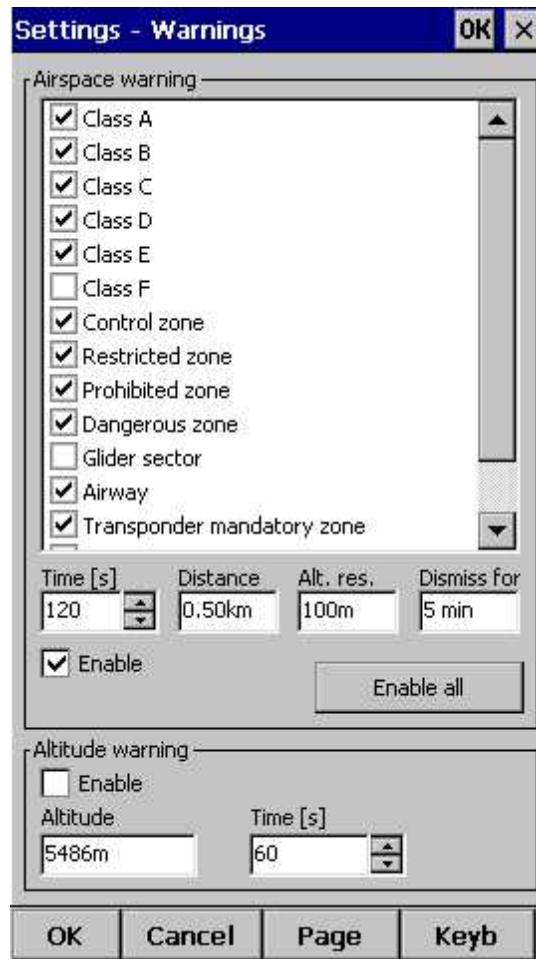 Settings - Warnings OK ×
Airspace warning
Class A
Class B
Class C
Class D
Class E
Class F
Control zone
Restricted zone
Prohibited zone
Dangerous zone
Glider sector
Airway
Transponder mandatory zone
Time [s] Distance Alt. res. Dismiss for
120 0.50km 100m 5 min
Enable
Enable all
Altitude warning
Enable
Altitude Time [s]
5486m 60
OK Cancel Page Keyb